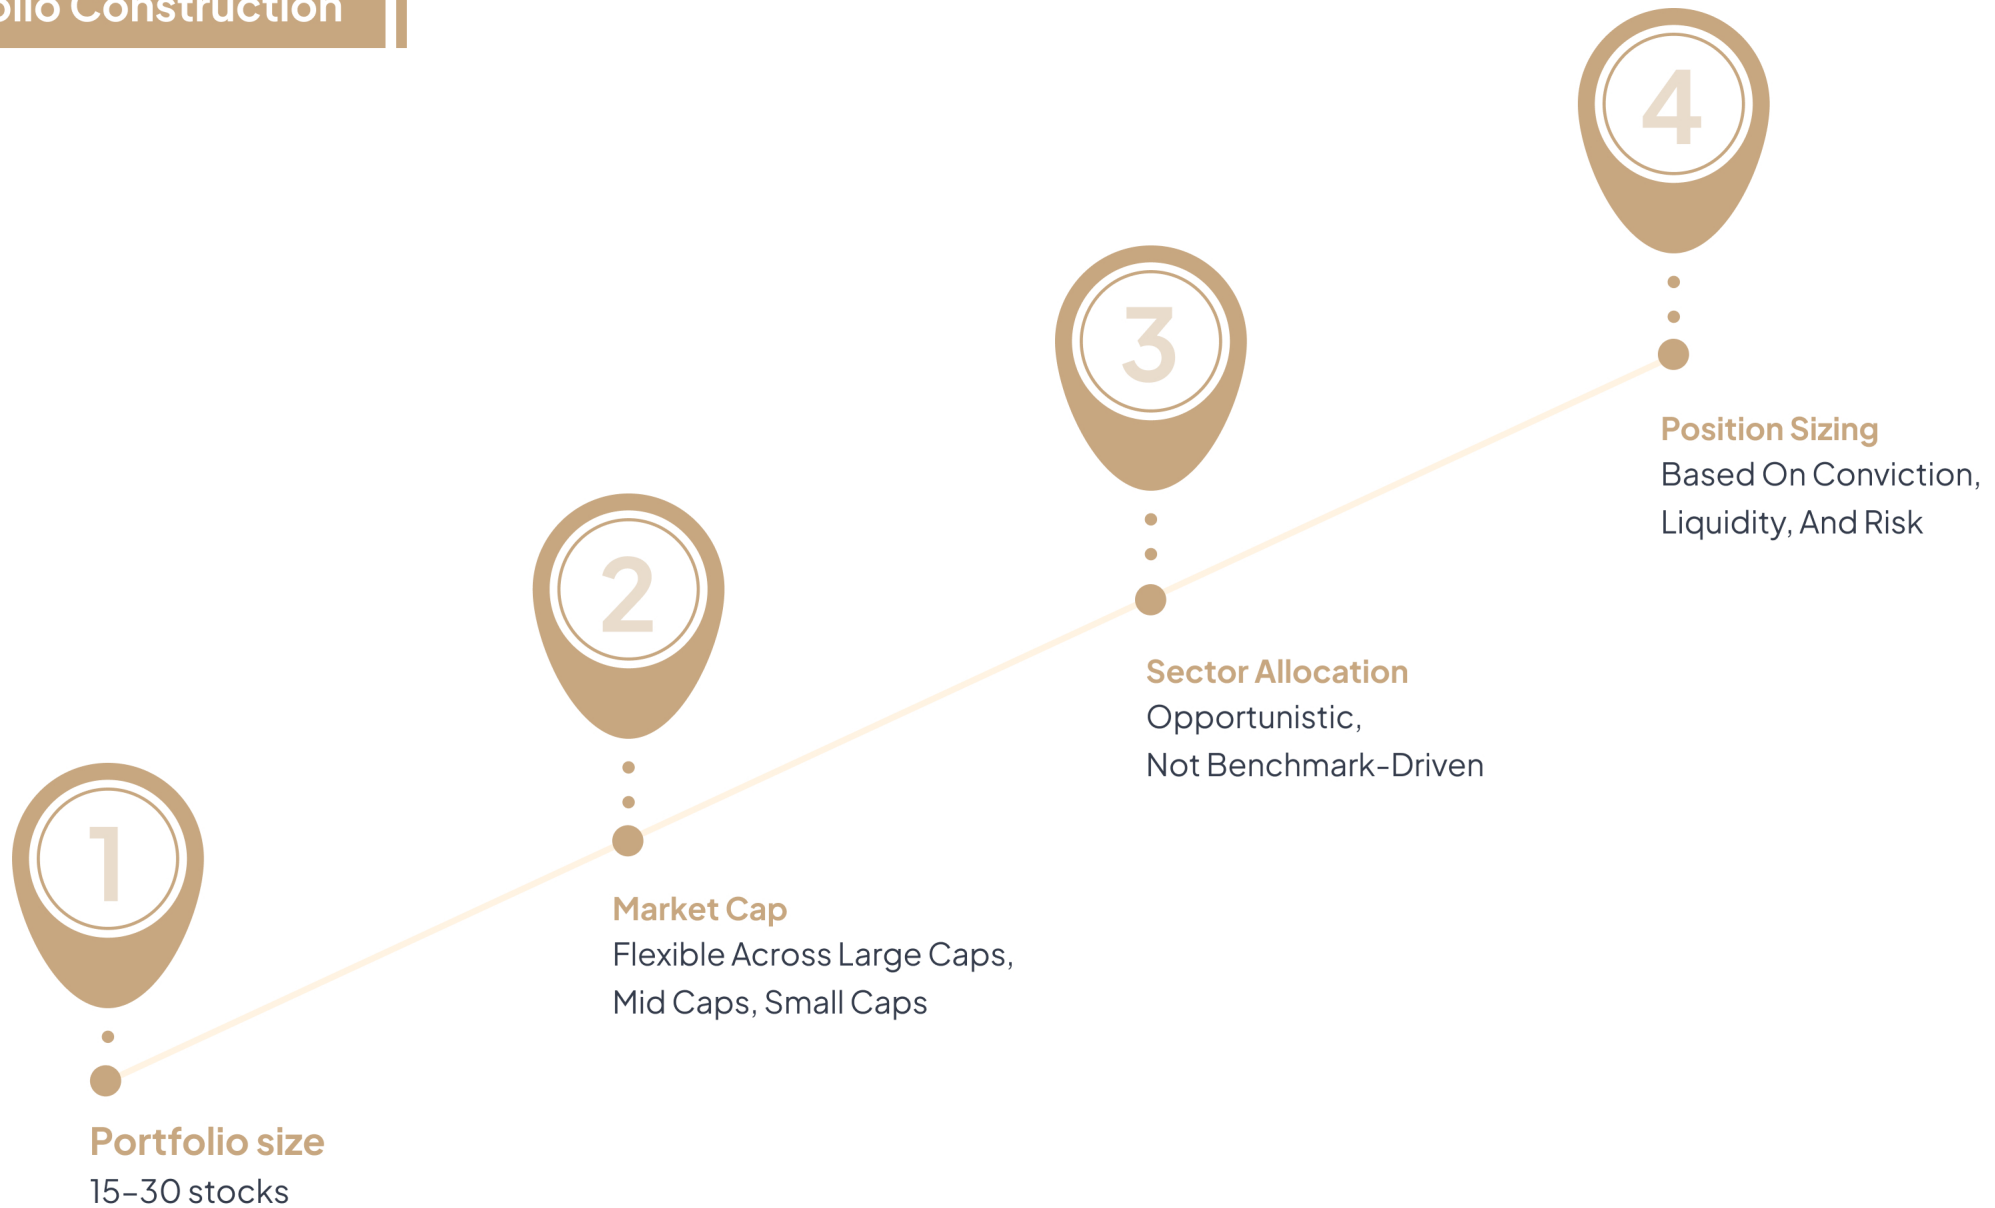 Construction
4
3
Position Sizing
Based On Conviction,
Liquidity, And Risk
2
Sector Allocation
Opportunistic,
Not Benchmark-Driven
1
Market Cap
Flexible Across Large Caps,
Mid Caps, Small Caps
Portfolio size
15–30 stocks